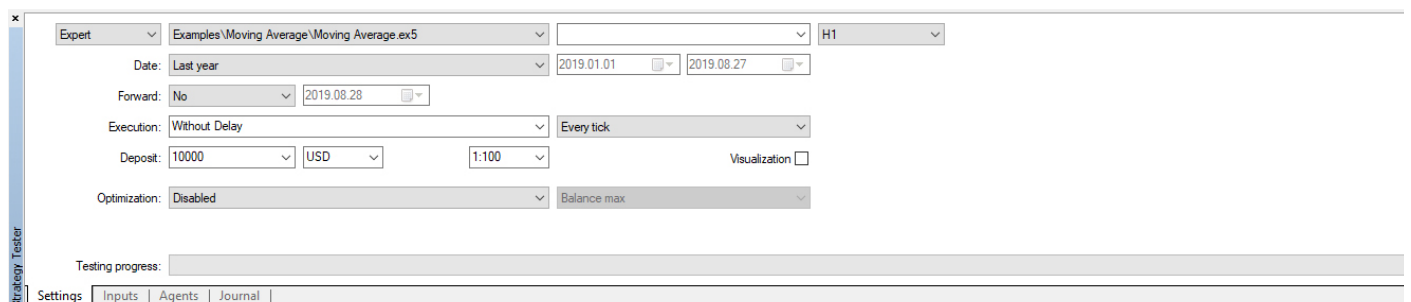 ×
Expert Examples\Moving Average\Moving Average.ex5 H1
Date: Last year 2019.01.01 2019.08.27
Forward: No 2019.08.28
Execution: Without Delay Every tick
Deposit: 10000 USD 1:100 Visualization
Optimization: Disabled Balance max
Testing progress:
Settings | Inputs | Agents | Journal |
Strategy Tester